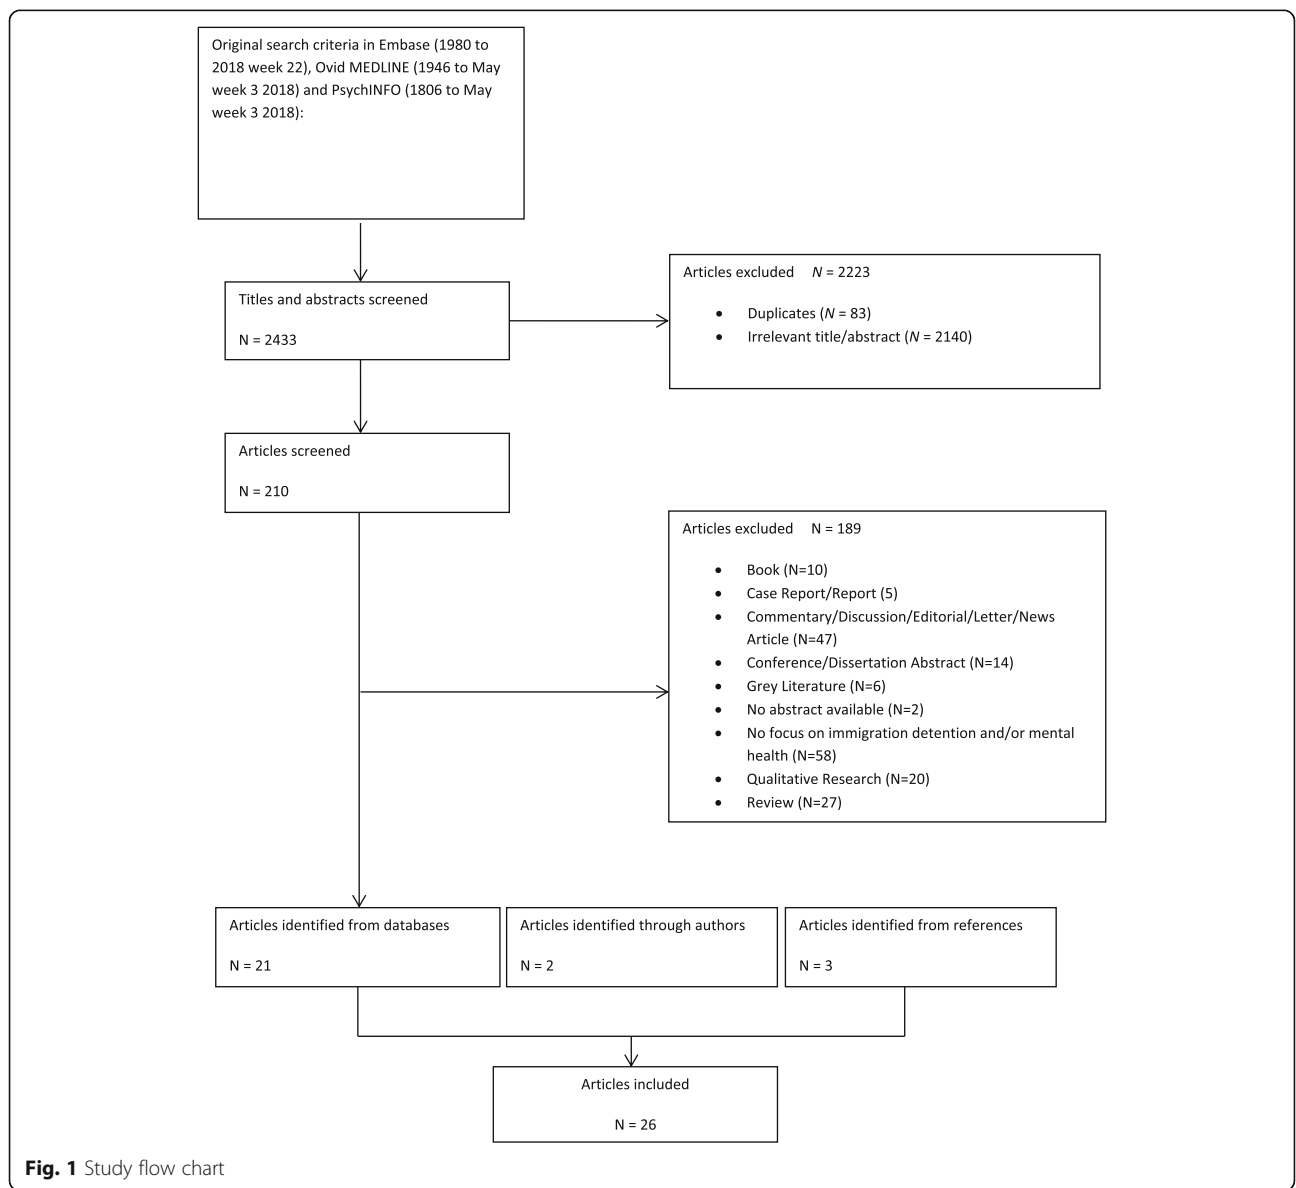 Original search criteria in Embase (1980 to
2018 week 22), Ovid MEDLINE (1946 to May
week 3 2018) and PsychINFO (1806 to May
week 3 2018):
Titles and abstracts screened
N = 2433
Articles excluded N = 2223
• Duplicates (N = 83)
• Irrelevant title/abstract (N = 2140)
Articles screened
N = 210
Articles excluded N = 189
• Book (N=10)
• Case Report/Report (5)
• Commentary/Discussion/Editorial/Letter/News
Article (N=47)
• Conference/Dissertation Abstract (N=14)
• Grey Literature (N=6)
• No abstract available (N=2)
• No focus on immigration detention and/or mental
health (N=58)
• Qualitative Research (N=20)
• Review (N=27)
Articles identified from databases
N = 21
Articles identified through authors
N = 2
Articles identified from references
N = 3
Articles included
N = 26
Fig. 1 Study flow chart